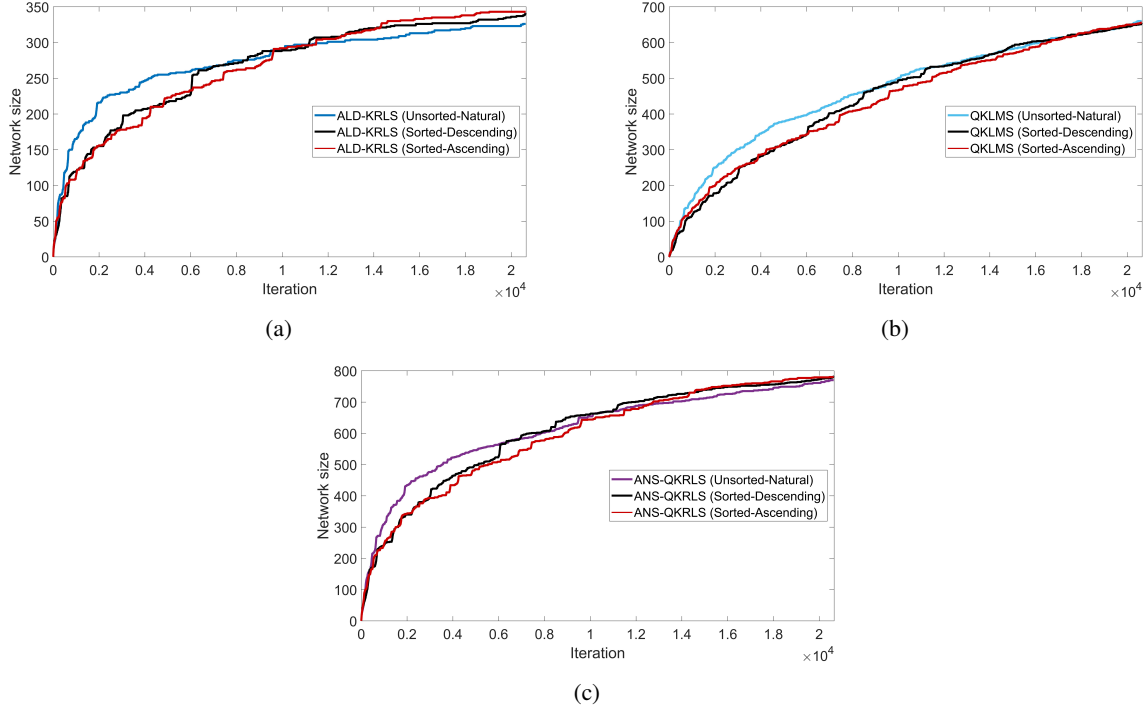 350
300
250
200
150
100
50
0
Network size
ALD-KRLS (Unsorted-Natural)
ALD-KRLS (Sorted-Descending)
ALD-KRLS (Sorted-Ascending)
0 0.2 0.4 0.6 0.8 1 1.2 1.4 1.6 1.8 2
Iteration
×10⁴
(a)
700
600
500
400
300
200
100
0
Network size
QKLMS (Unsorted-Natural)
QKLMS (Sorted-Descending)
QKLMS (Sorted-Ascending)
0 0.2 0.4 0.6 0.8 1 1.2 1.4 1.6 1.8 2
Iteration
×10⁴
(b)
800
700
600
500
400
300
200
100
0
Network size
ANS-QKRLS (Unsorted-Natural)
ANS-QKRLS (Sorted-Descending)
ANS-QKRLS (Sorted-Ascending)
0 0.2 0.4 0.6 0.8 1 1.2 1.4 1.6 1.8 2
Iteration
×10⁴
(c)